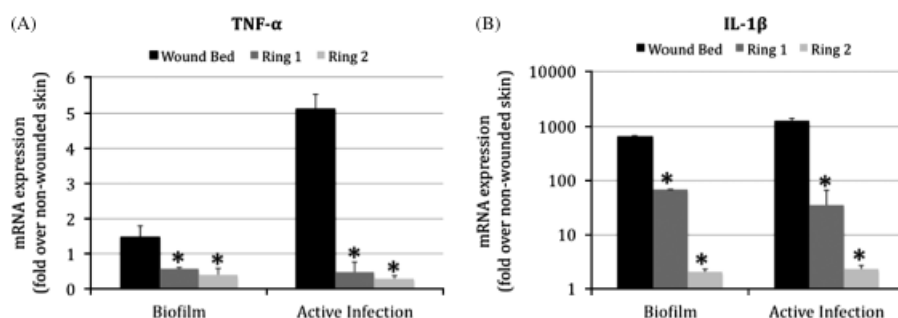 (A)
TNF-α
Wound Bed Ring 1 Ring 2
mRNA expression
(fold over non-wounded skin)
6
5
4
3
2
1
0
* * * *
Biofilm Active Infection
(B)
IL-1β
Wound Bed Ring 1 Ring 2
mRNA expression
(fold over non-wounded skin)
10000
1000
100
10
1
* * * *
Biofilm Active Infection